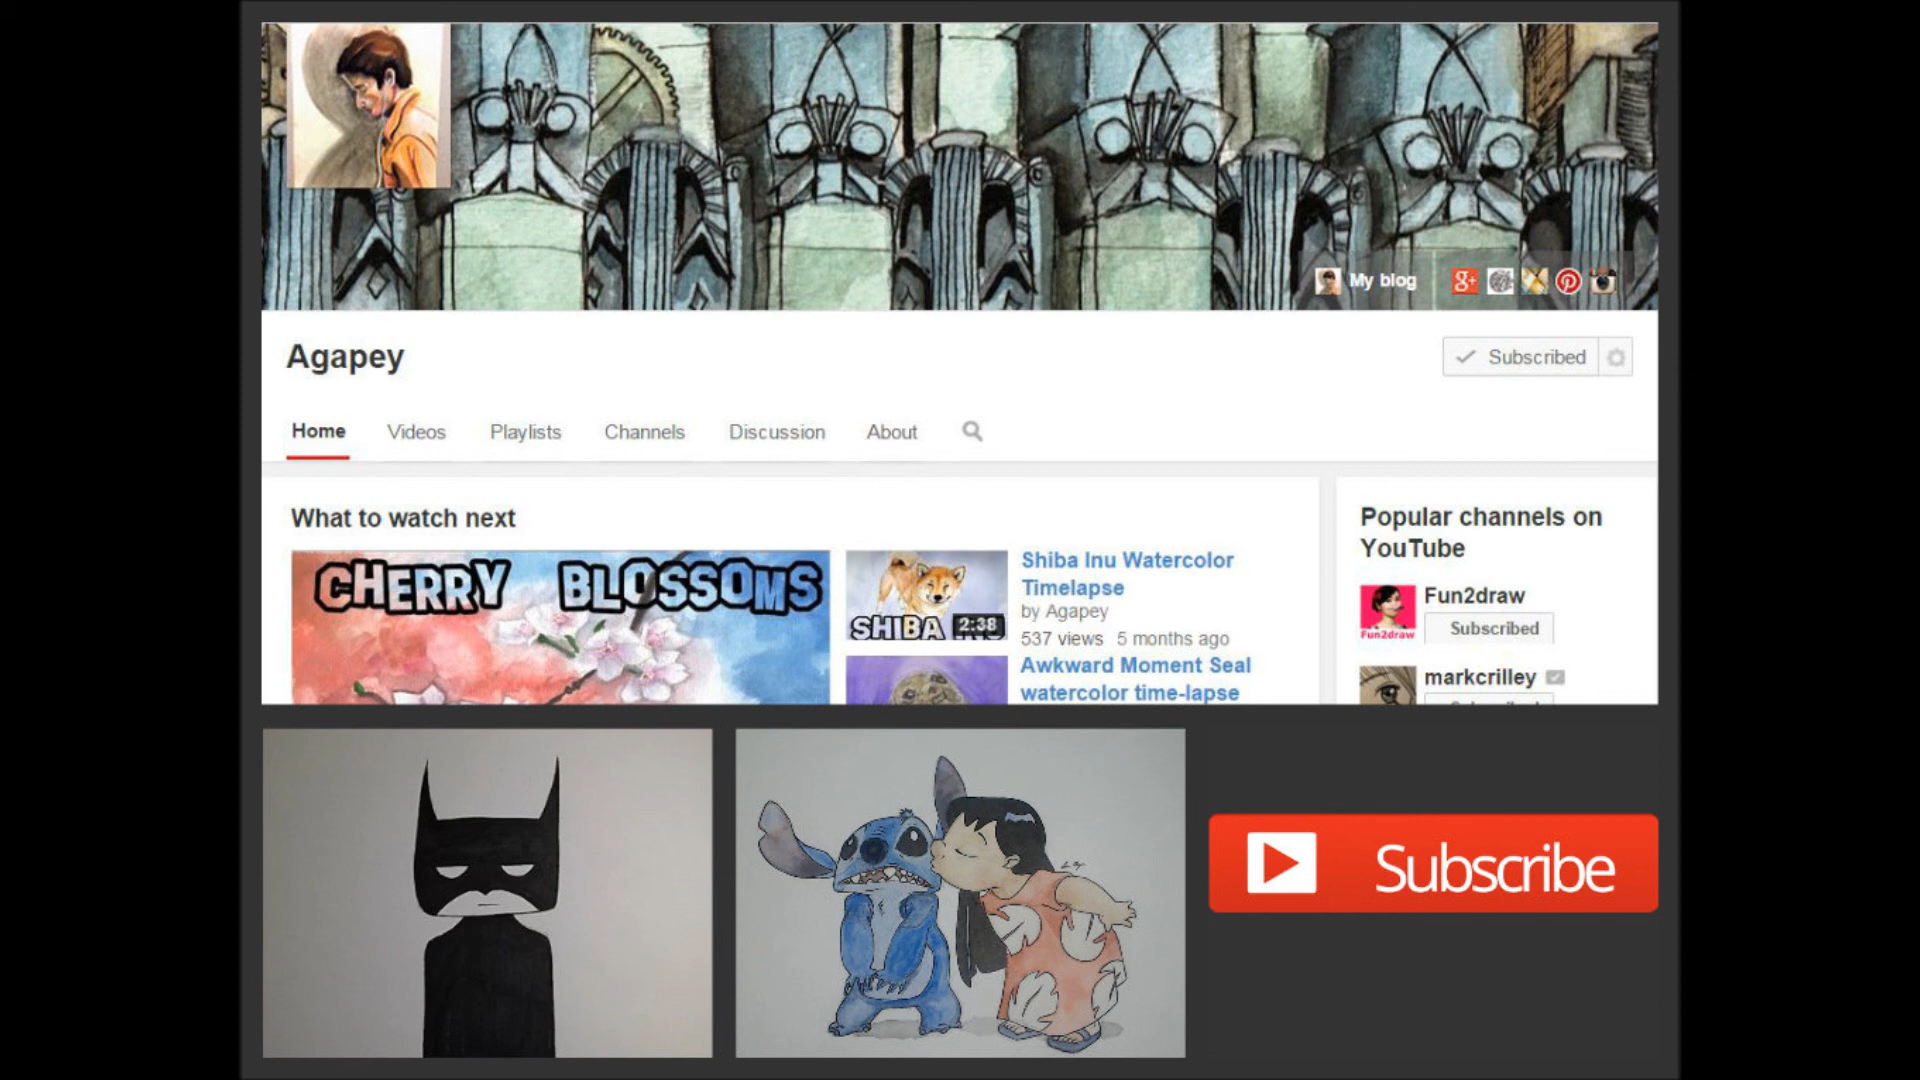 My blog
g+
Agapey
Subscribed
Home Videos Playlists Channels Discussion About
What to watch next
CHERRY BLOSSOMS
SHIBA
2:38
Shiba Inu Watercolor
Timelapse
by Agapey
537 views 5 months ago
Awkward Moment Seal
watercolor time-lapse
Popular channels on
YouTube
Fun2draw
Fun2draw
Subscribed
markcrilley
Subscribe